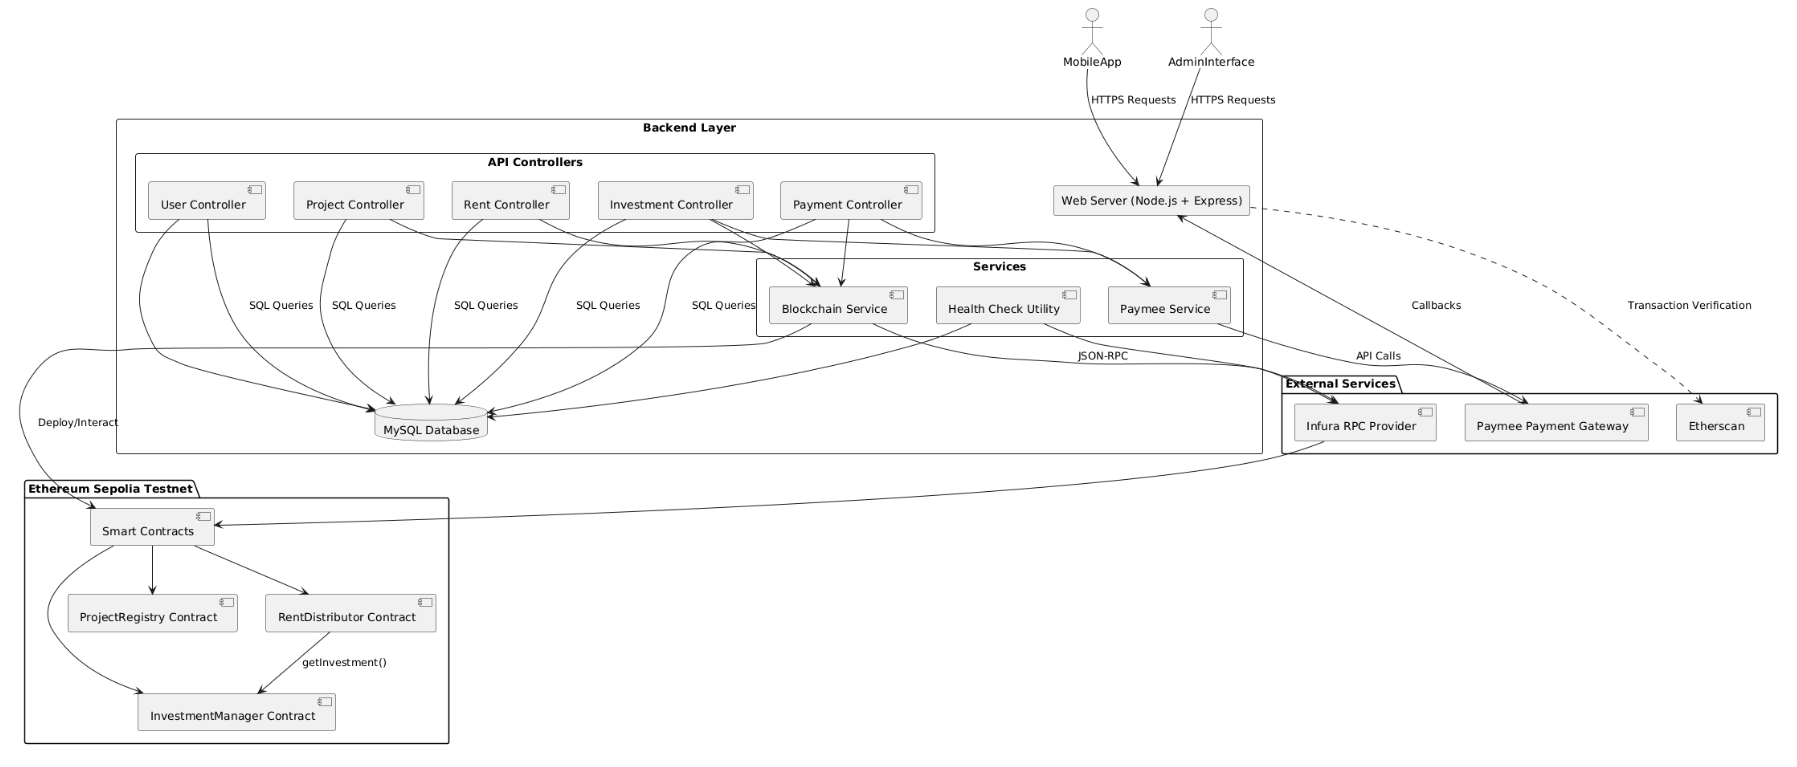 MobileApp
AdminInterface
HTTPS Requests
HTTPS Requests
Backend Layer
API Controllers
User Controller
Project Controller
Rent Controller
Investment Controller
Payment Controller
Web Server (Node.js + Express)
Services
SQL Queries
SQL Queries
SQL Queries
SQL Queries
SQL Queries
Blockchain Service
Health Check Utility
Paymee Service
Callbacks
Transaction Verification
JSON-RPC
API Calls
External Services
Deploy/Interact
MySQL Database
Infura RPC Provider
Paymee Payment Gateway
Etherscan
Ethereum Sepolia Testnet
Smart Contracts
ProjectRegistry Contract
RentDistributor Contract
getInvestment()
InvestmentManager Contract